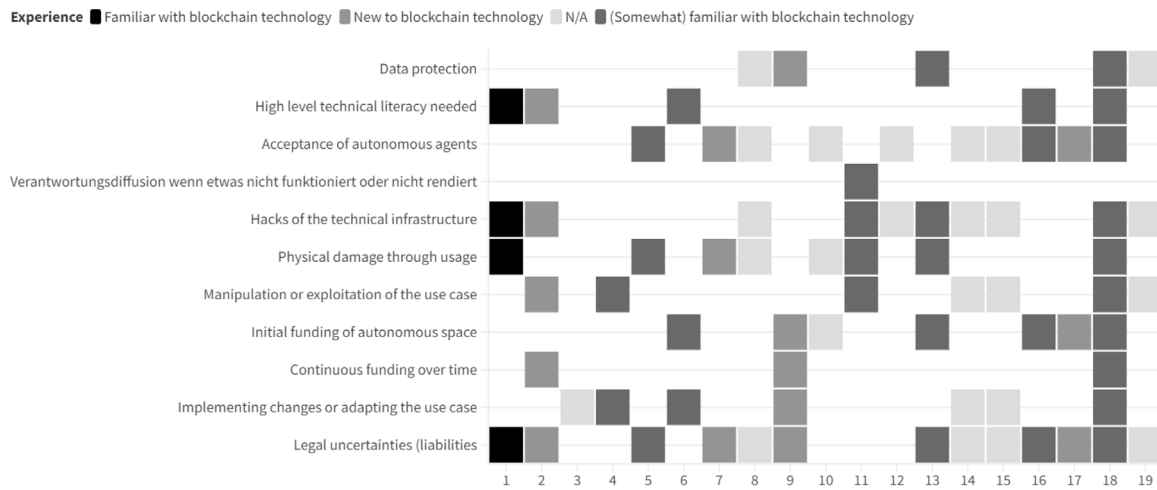 Experience Familiar with blockchain technology New to blockchain technology N/A (Somewhat) familiar with blockchain technology
Data protection
High level technical literacy needed
Acceptance of autonomous agents
Verantwortungsdiffusion wenn etwas nicht funktioniert oder nicht rendiert
Hacks of the technical infrastructure
Physical damage through usage
Manipulation or exploitation of the use case
Initial funding of autonomous space
Continuous funding over time
Implementing changes or adapting the use case
Legal uncertainties (liabilities
1 2 3 4 5 6 7 8 9 10 11 12 13 14 15 16 17 18 19